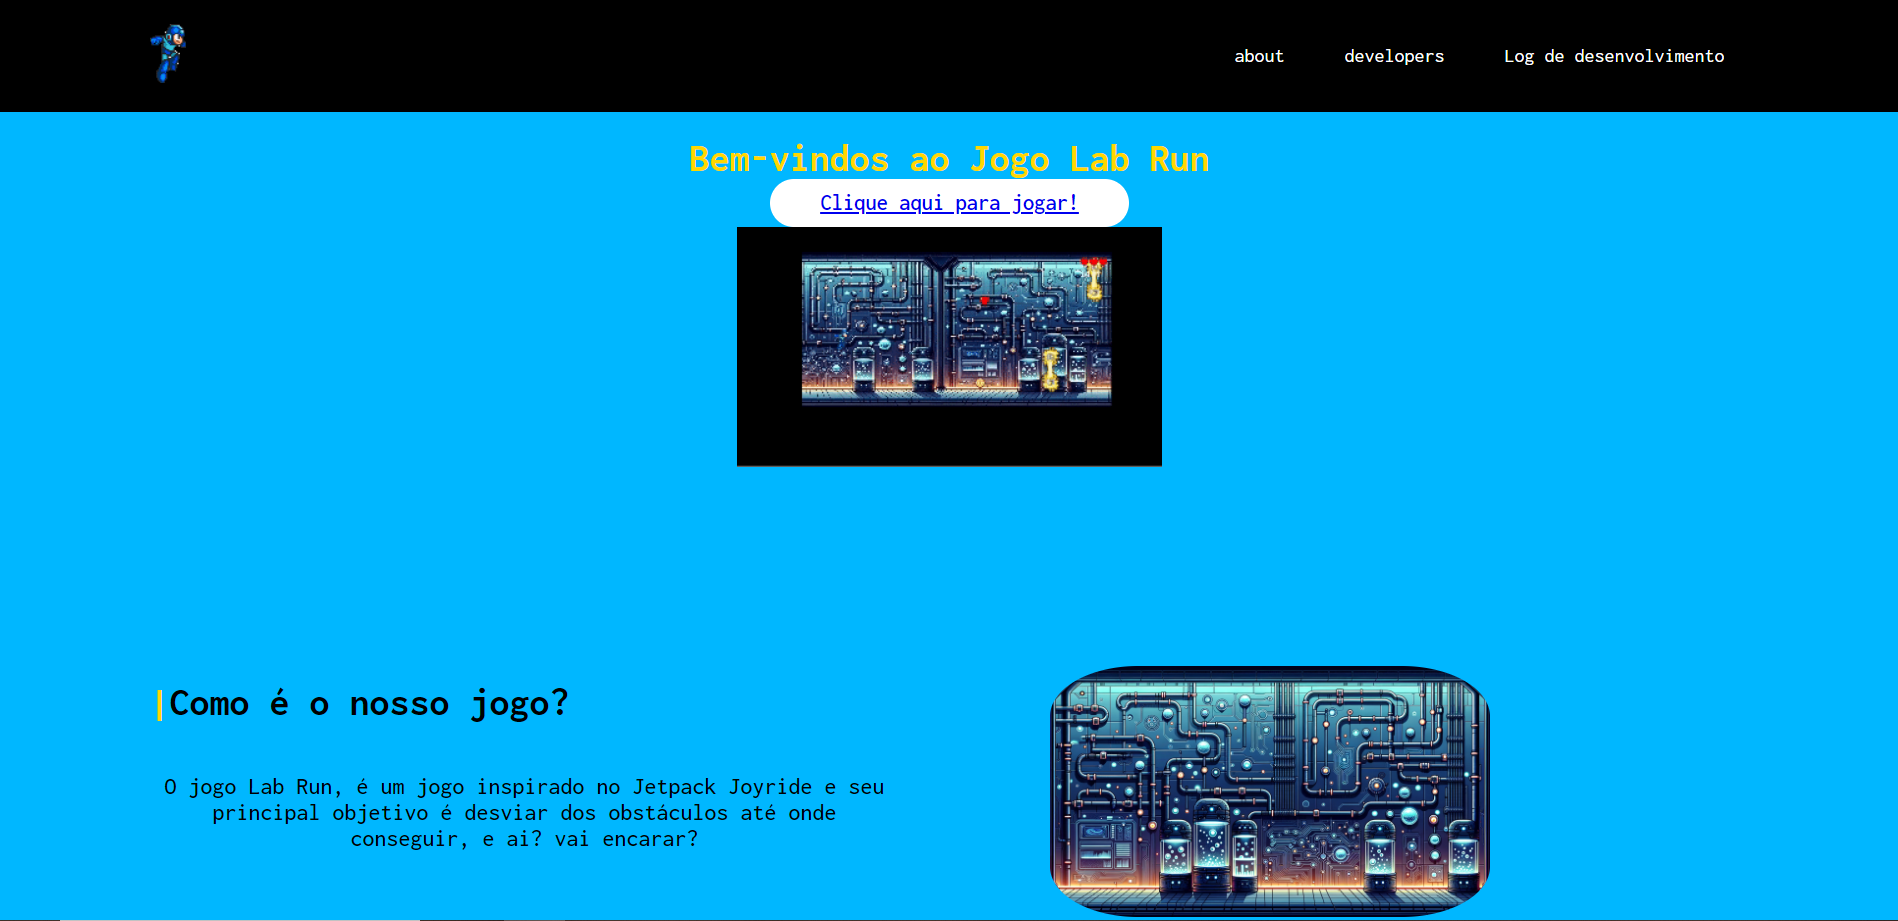 about developers Log de desenvolvimento
Bem-vindos ao Jogo Lab Run
Clique aqui para jogar!
Como é o nosso jogo?
O jogo Lab Run, é um jogo inspirado no Jetpack Joyride e seu
principal objetivo é desviar dos obstáculos até onde
conseguir, e ai? vai encarar?